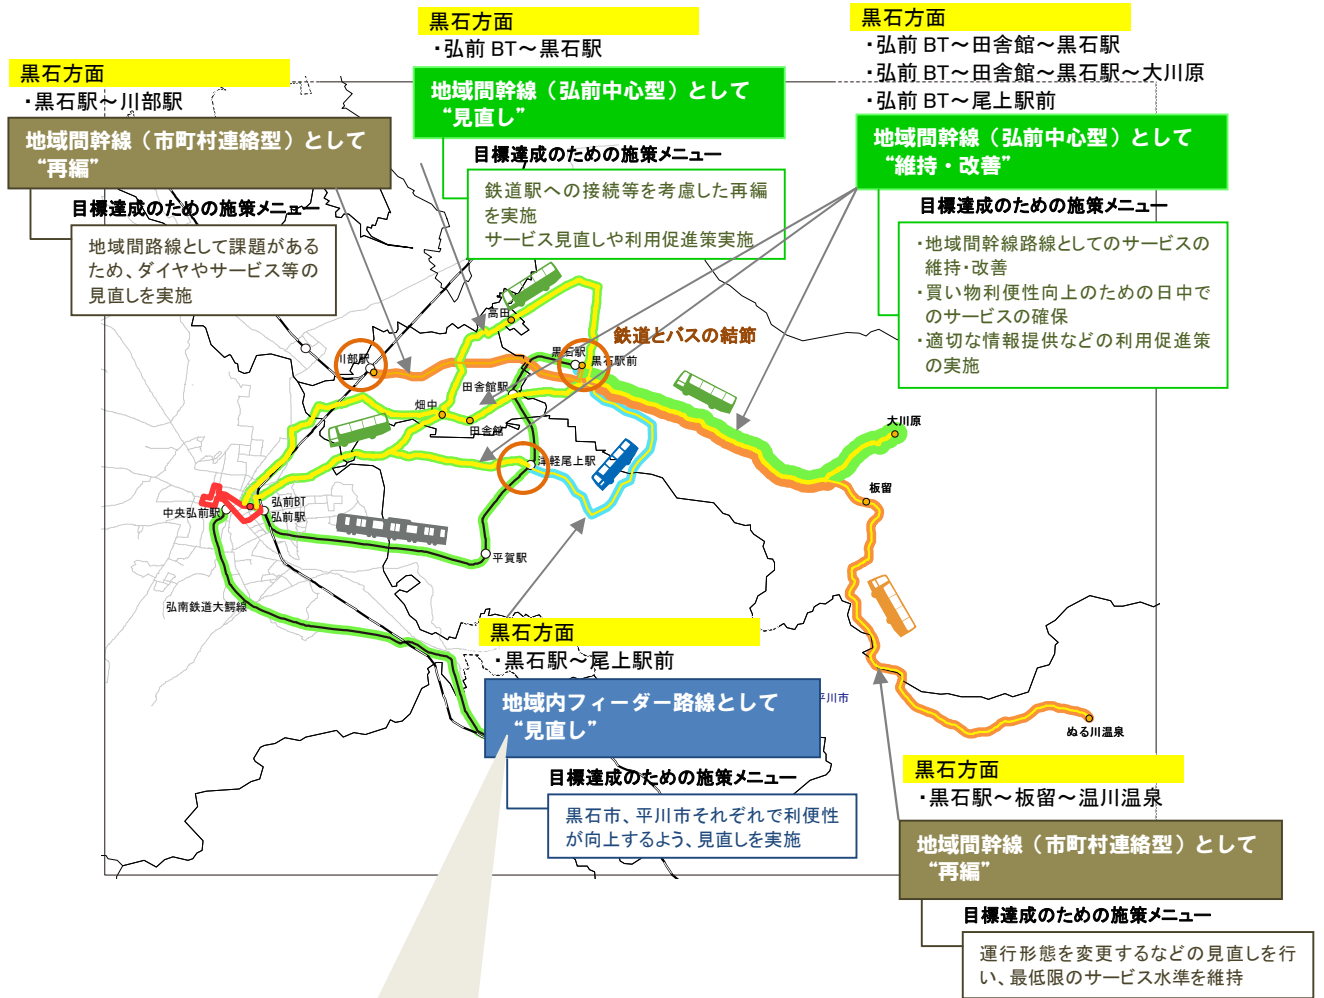 黒石方面
・黒石駅～川部駅
地域間幹線（市町村連絡型）として
“再編”
目標達成のための施策メニュー
地域間路線として課題がある
ため、ダイヤやサービス等の
見直しを実施
黒石方面
・弘前 BT～黒石駅
地域間幹線（弘前中心型）として
“見直し”
目標達成のための施策メニュー
鉄道駅への接続等を考慮した再編
を実施
サービス見直しや利用促進策実施
黒石方面
・弘前 BT～田舎館～黒石駅
・弘前 BT～田舎館～黒石駅～大川原
・弘前 BT～尾上駅前
地域間幹線（弘前中心型）として
“維持・改善”
目標達成のための施策メニュー
・地域間幹線路線としてのサービスの
維持・改善
・買い物利便性向上のための日中で
のサービスの確保
・適切な情報提供などの利用促進策
の実施
高田
鉄道とバスの結節
川部駅
黒石駅
黒石駅前
田舎館駅
畑中
田舎館
大川原
津軽尾上駅
板留
中央弘前駅
弘前BT
弘前駅
平賀駅
弘南鉄道大鰐線
平川市
ぬる川温泉
黒石方面
・黒石駅～尾上駅前
地域内フィーダー路線として
“見直し”
目標達成のための施策メニュー
黒石市、平川市それぞれで利便性
が向上するよう、見直しを実施
黒石方面
・黒石駅～板留～温川温泉
地域間幹線（市町村連絡型）として
“再編”
目標達成のための施策メニュー
運行形態を変更するなどの見直しを行
い、最低限のサービス水準を維持